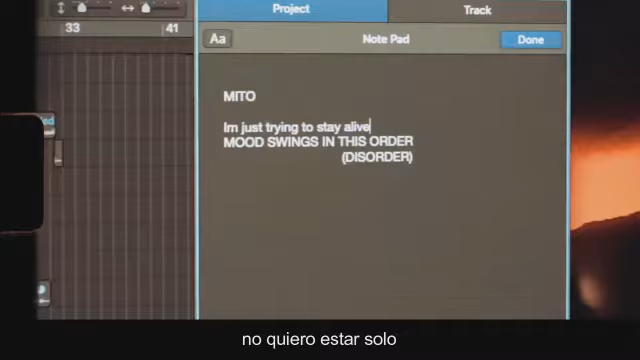 33
41
Project
Track
Aa
Note Pad
Done
MITO
Im just trying to stay alive
MOOD SWINGS IN THIS ORDER
(DISORDER)
no quiero estar solo